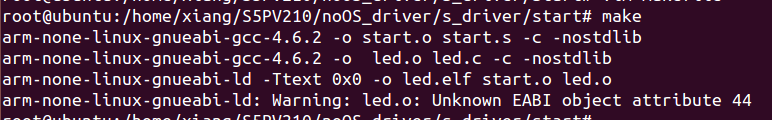 root@ubuntu:/home/xiang/S5PV210/noOS_driver/s_driver/start# make
arm-none-linux-gnueabi-gcc-4.6.2 -o start.o start.s -c -nostdlib
arm-none-linux-gnueabi-gcc-4.6.2 -o  led.o led.c -c -nostdlib
arm-none-linux-gnueabi-ld -Ttext 0x0 -o led.elf start.o led.o
arm-none-linux-gnueabi-ld: Warning: led.o: Unknown EABI object attribute 44
root@ubuntu:/home/xiang/S5PV210/noOS_driver/s_driver/start#